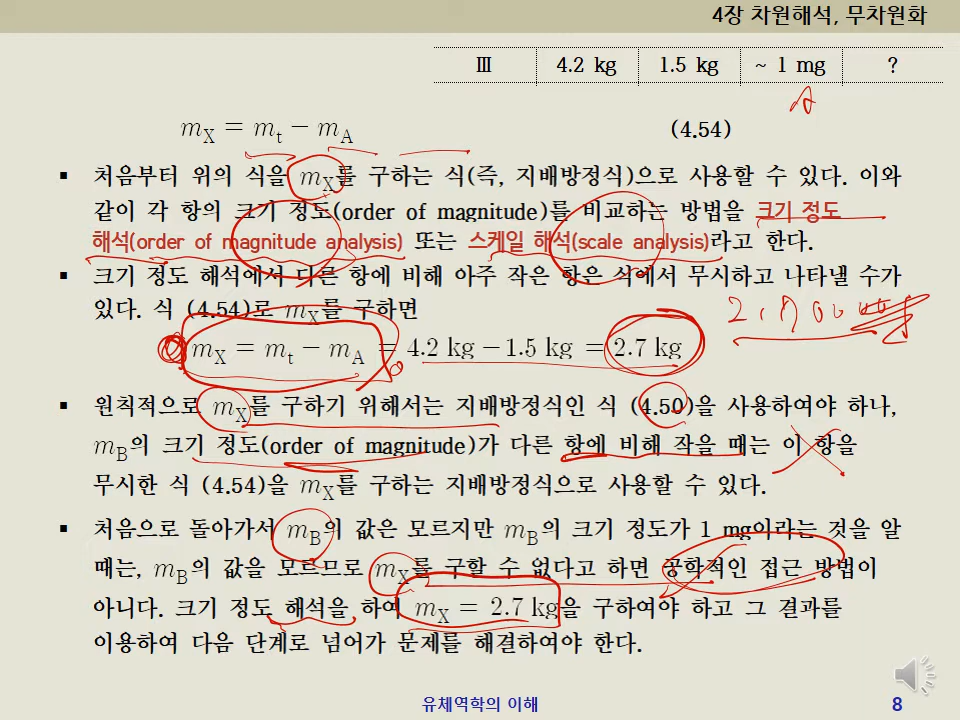 4장 차원해석, 무차원화
Ⅲ 4.2 kg 1.5 kg ~ 1 mg ?
A
m_X = m_t − m_A (4.54)
▪ 처음부터 위의 식을 m_X를 구하는 식(즉, 지배방정식)으로 사용할 수 있다. 이와
같이 각 항의 크기 정도(order of magnitude)를 비교하는 방법을 크기 정도
해석(order of magnitude analysis) 또는 스케일 해석(scale analysis)라고 한다.
▪ 크기 정도 해석에서 다른 항에 비해 아주 작은 항은 식에서 무시하고 나타낼 수가
있다. 식 (4.54)로 m_X를 구하면
m_X = m_t − m_A = 4.2 kg − 1.5 kg = 2.7 kg
▪ 원칙적으로 m_X를 구하기 위해서는 지배방정식인 식 (4.50)을 사용하여야 하나,
m_B의 크기 정도(order of magnitude)가 다른 항에 비해 작을 때는 이 항을
무시한 식 (4.54)을 m_X를 구하는 지배방정식으로 사용할 수 있다.
▪ 처음으로 돌아가서 m_B의 값은 모르지만 m_B의 크기 정도가 1 mg이라는 것을 알
때는, m_B의 값을 모르므로 m_X를 구할 수 없다고 하면 공학적인 접근 방법이
아니다. 크기 정도 해석을 하여 m_X = 2.7 kg을 구하여야 하고 그 결과를
이용하여 다음 단계로 넘어가 문제를 해결하여야 한다.
유체역학의 이해 8